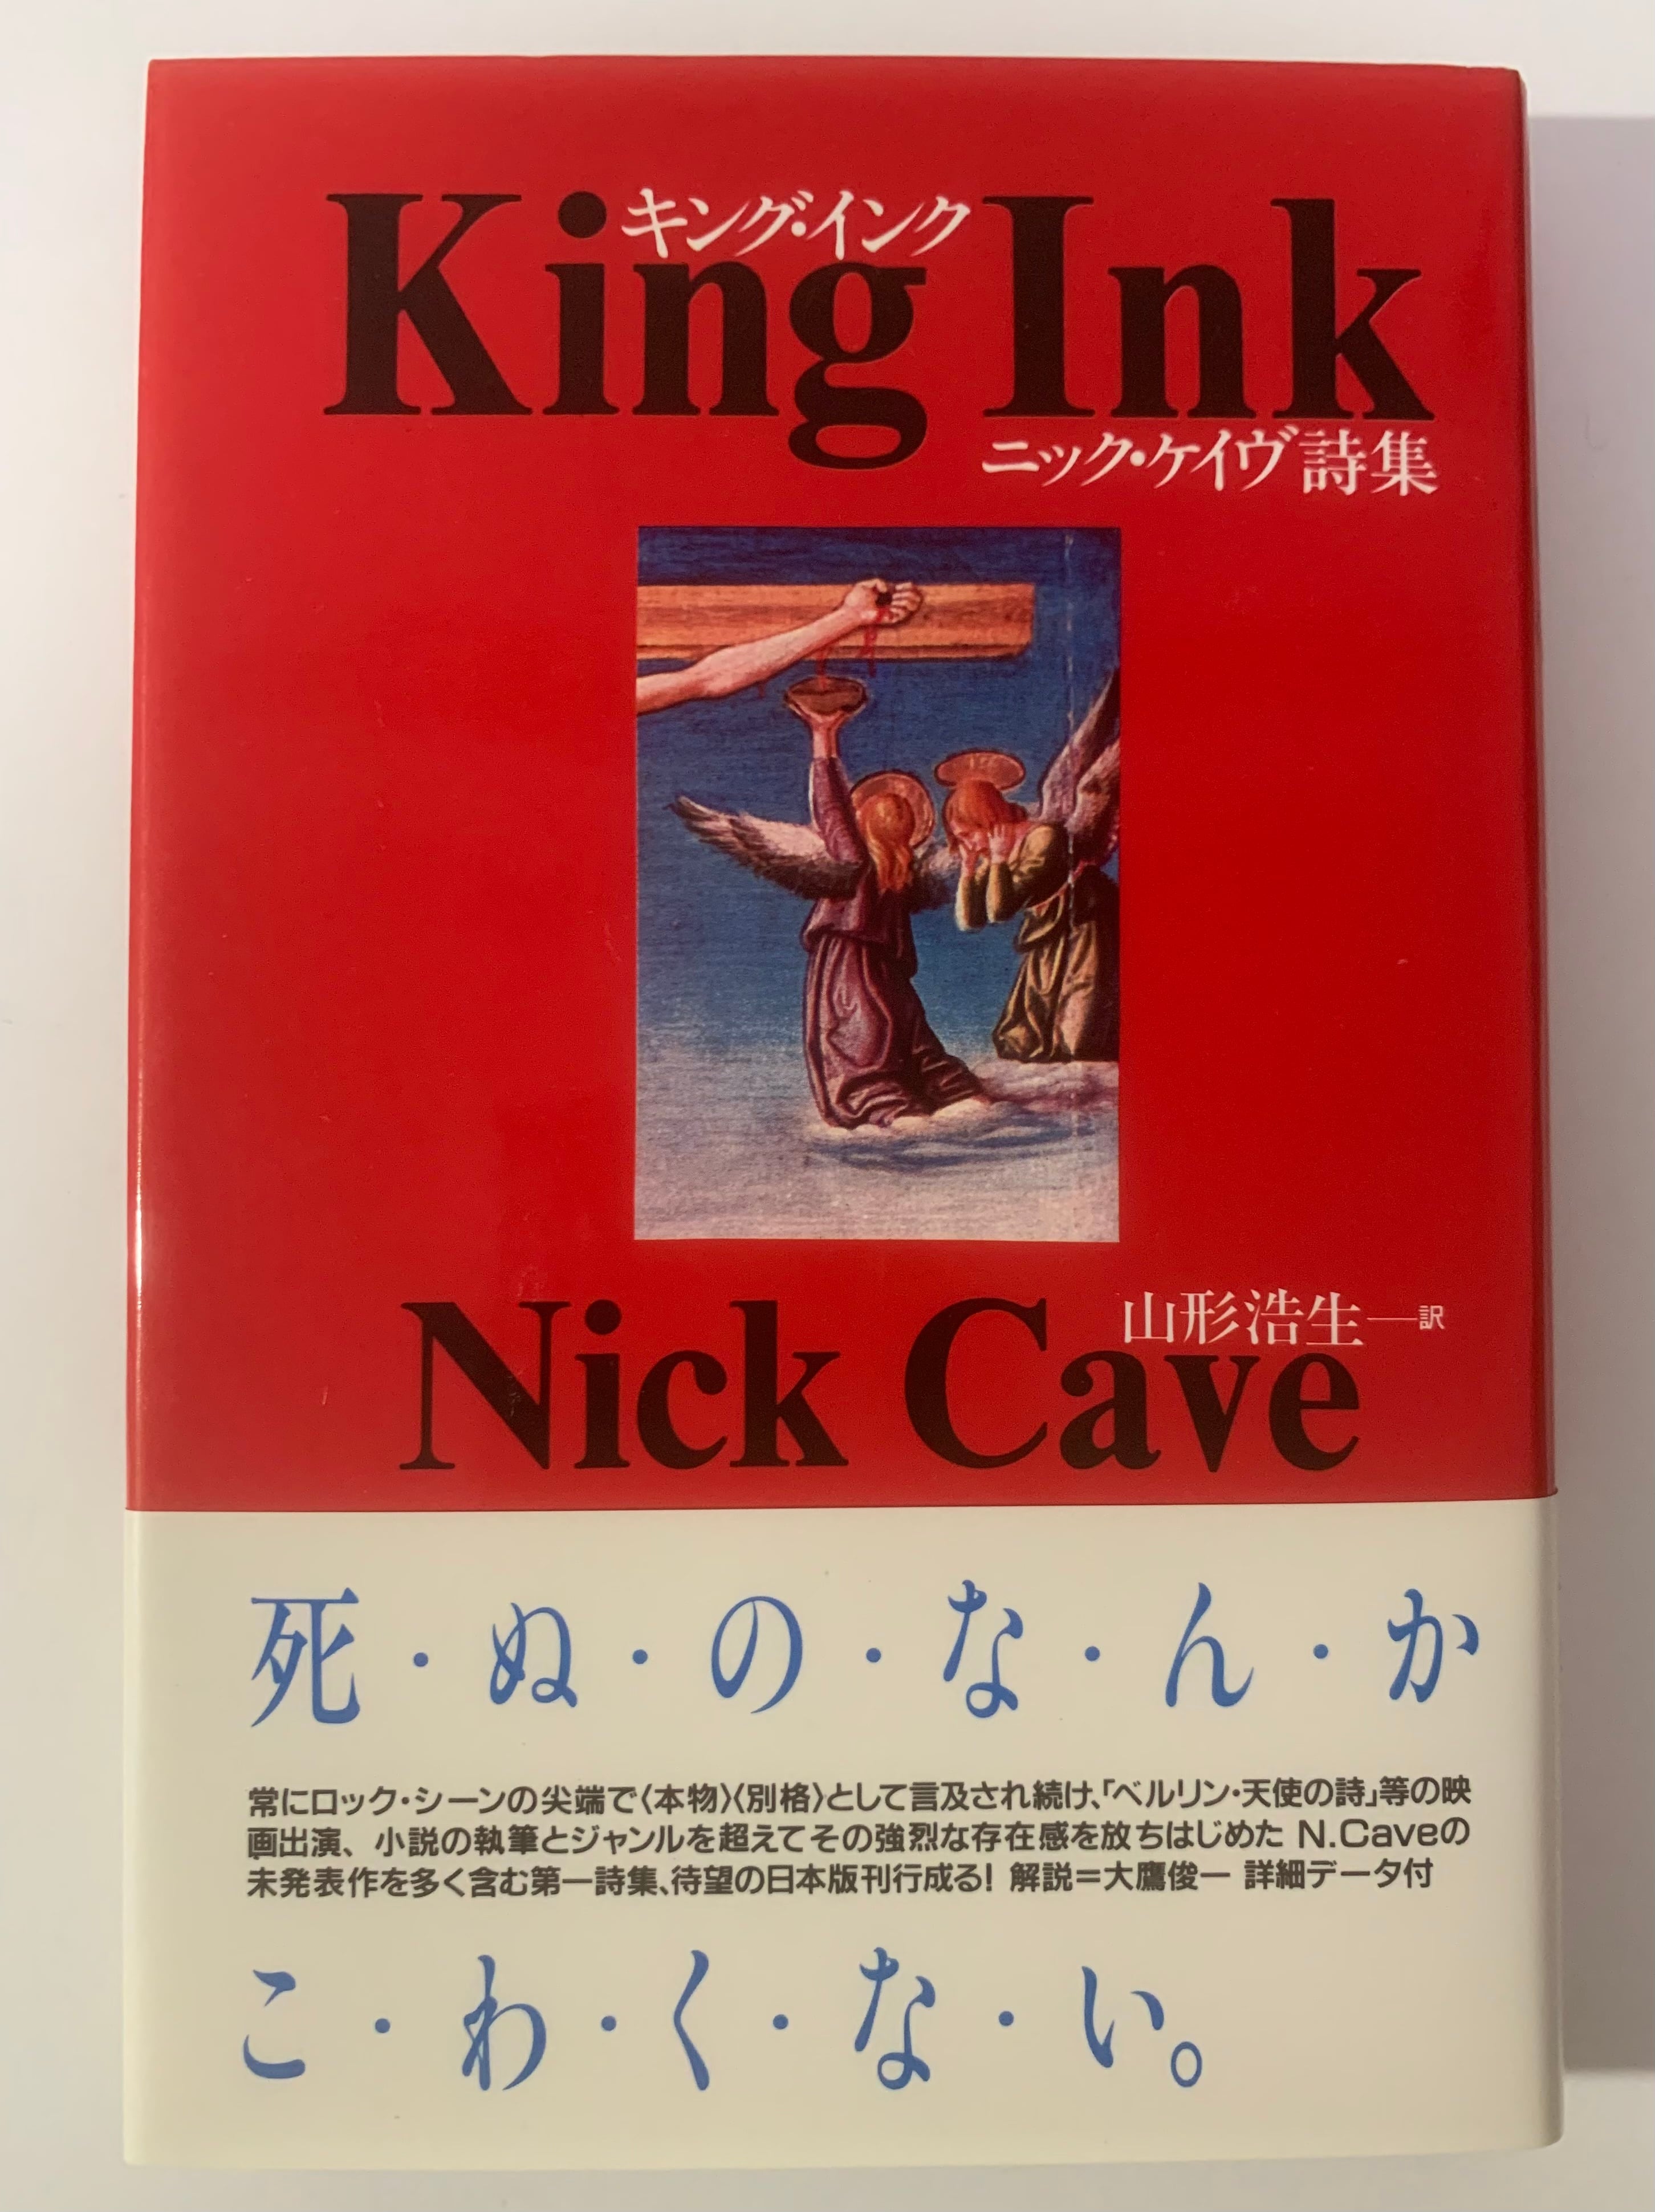 キング・インク
King Ink
ニック・ケイヴ詩集
山形浩生—訳
Nick Cave
死・ぬ・の・な・ん・か
常にロック・シーンの尖端で〈本物〉〈別格〉として言及され続け、「ベルリン・天使の詩」等の映
画出演、小説の執筆とジャンルを超えてその強烈な存在感を放ちはじめた N.Caveの
未発表作を多く含む第一詩集、待望の日本版刊行成る! 解説=大鷹俊一 詳細データ付
こ・わ・く・な・い。